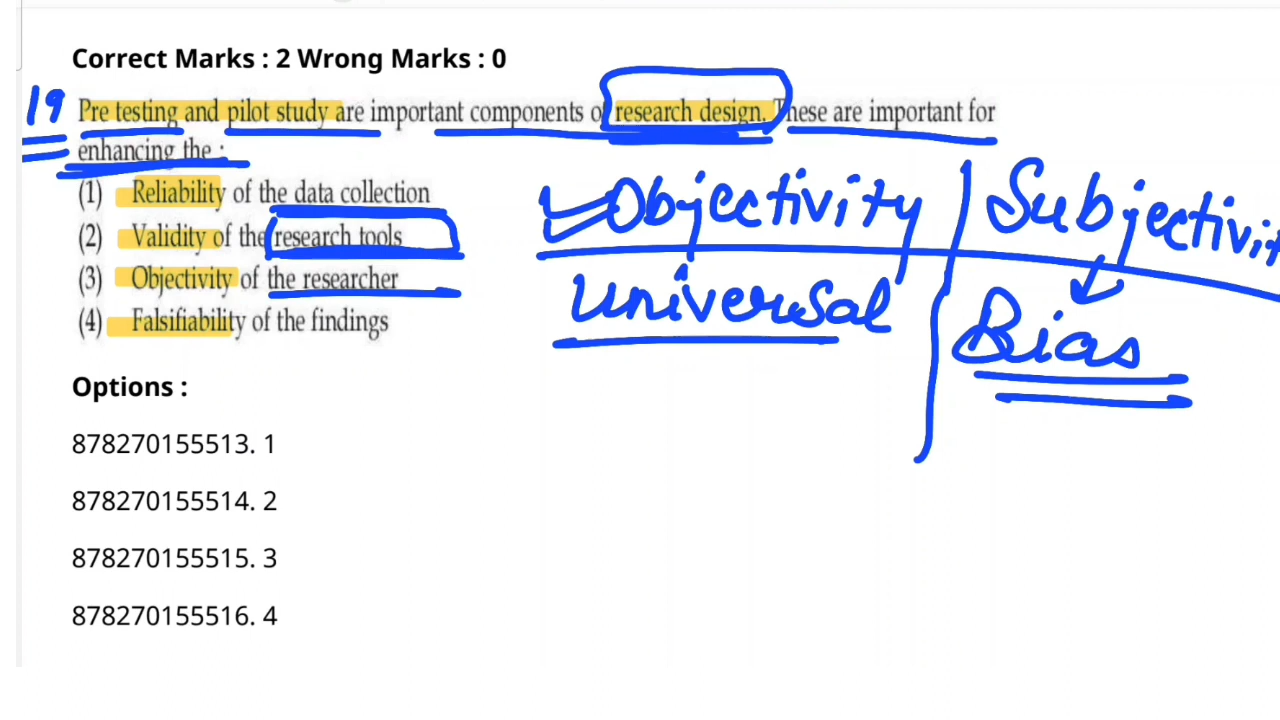 Correct Marks : 2 Wrong Marks : 0
19 Pre testing and pilot study are important components of research design. These are important for
enhancing the :
(1) Reliability of the data collection
(2) Validity of the research tools
(3) Objectivity of the researcher
(4) Falsifiability of the findings
Objectivity
Universal
Subjectivit
Bias
Options :
878270155513. 1
878270155514. 2
878270155515. 3
878270155516. 4